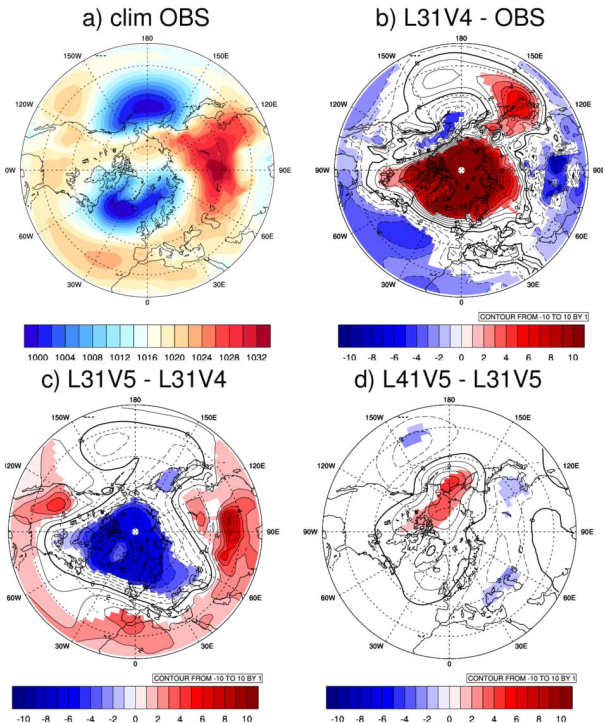 a) clim OBS
180
150W
150E
120W
120E
90W
90E
60W
60E
30W
30E
0
1000 1004 1008 1012 1016 1020 1024 1028 1032
b) L31V4 - OBS
180
150W
150E
120W
120E
90W
90E
60W
60E
30W
30E
0
CONTOUR FROM -10 TO 10 BY 1
-10 -8 -6 -4 -2 0 2 4 6 8 10
c) L31V5 - L31V4
180
150W
150E
120W
120E
90W
90E
60W
60E
30W
30E
0
CONTOUR FROM -10 TO 10 BY 1
-10 -8 -6 -4 -2 0 2 4 6 8 10
d) L41V5 - L31V5
180
150W
150E
120W
120E
90W
90E
60W
60E
30W
30E
0
CONTOUR FROM -10 TO 10 BY 1
-10 -8 -6 -4 -2 0 2 4 6 8 10